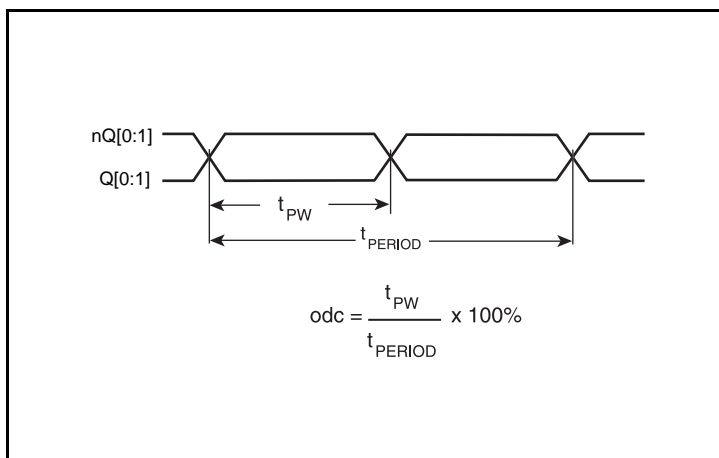 nQ[0:1]
Q[0:1]
tPW
tPERIOD
odc = tPW / tPERIOD x 100%